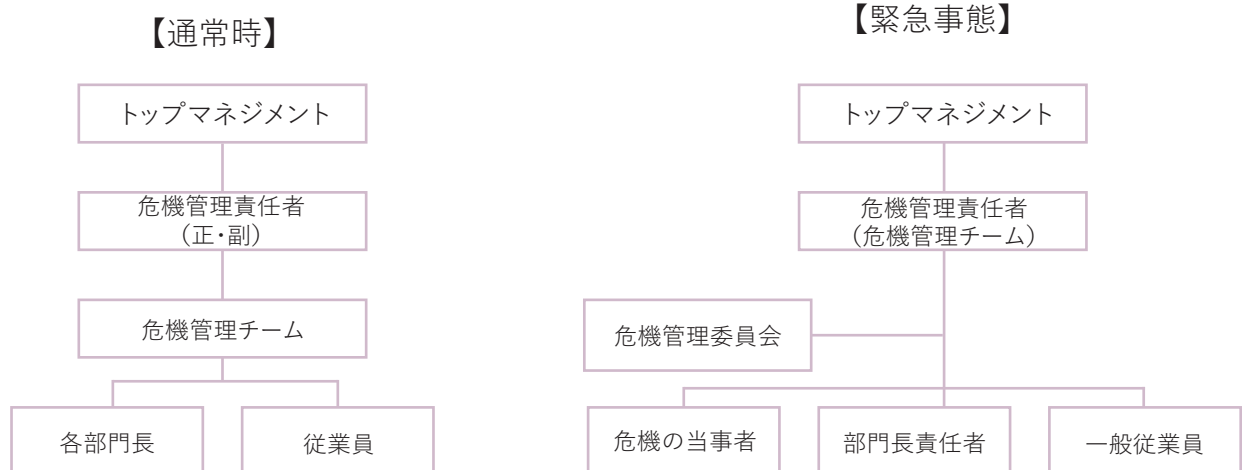 【通常時】
トップマネジメント
危機管理責任者
（正・副）
危機管理チーム
各部門長
従業員
【緊急事態】
トップマネジメント
危機管理責任者
（危機管理チーム）
危機管理委員会
危機の当事者
部門長責任者
一般従業員